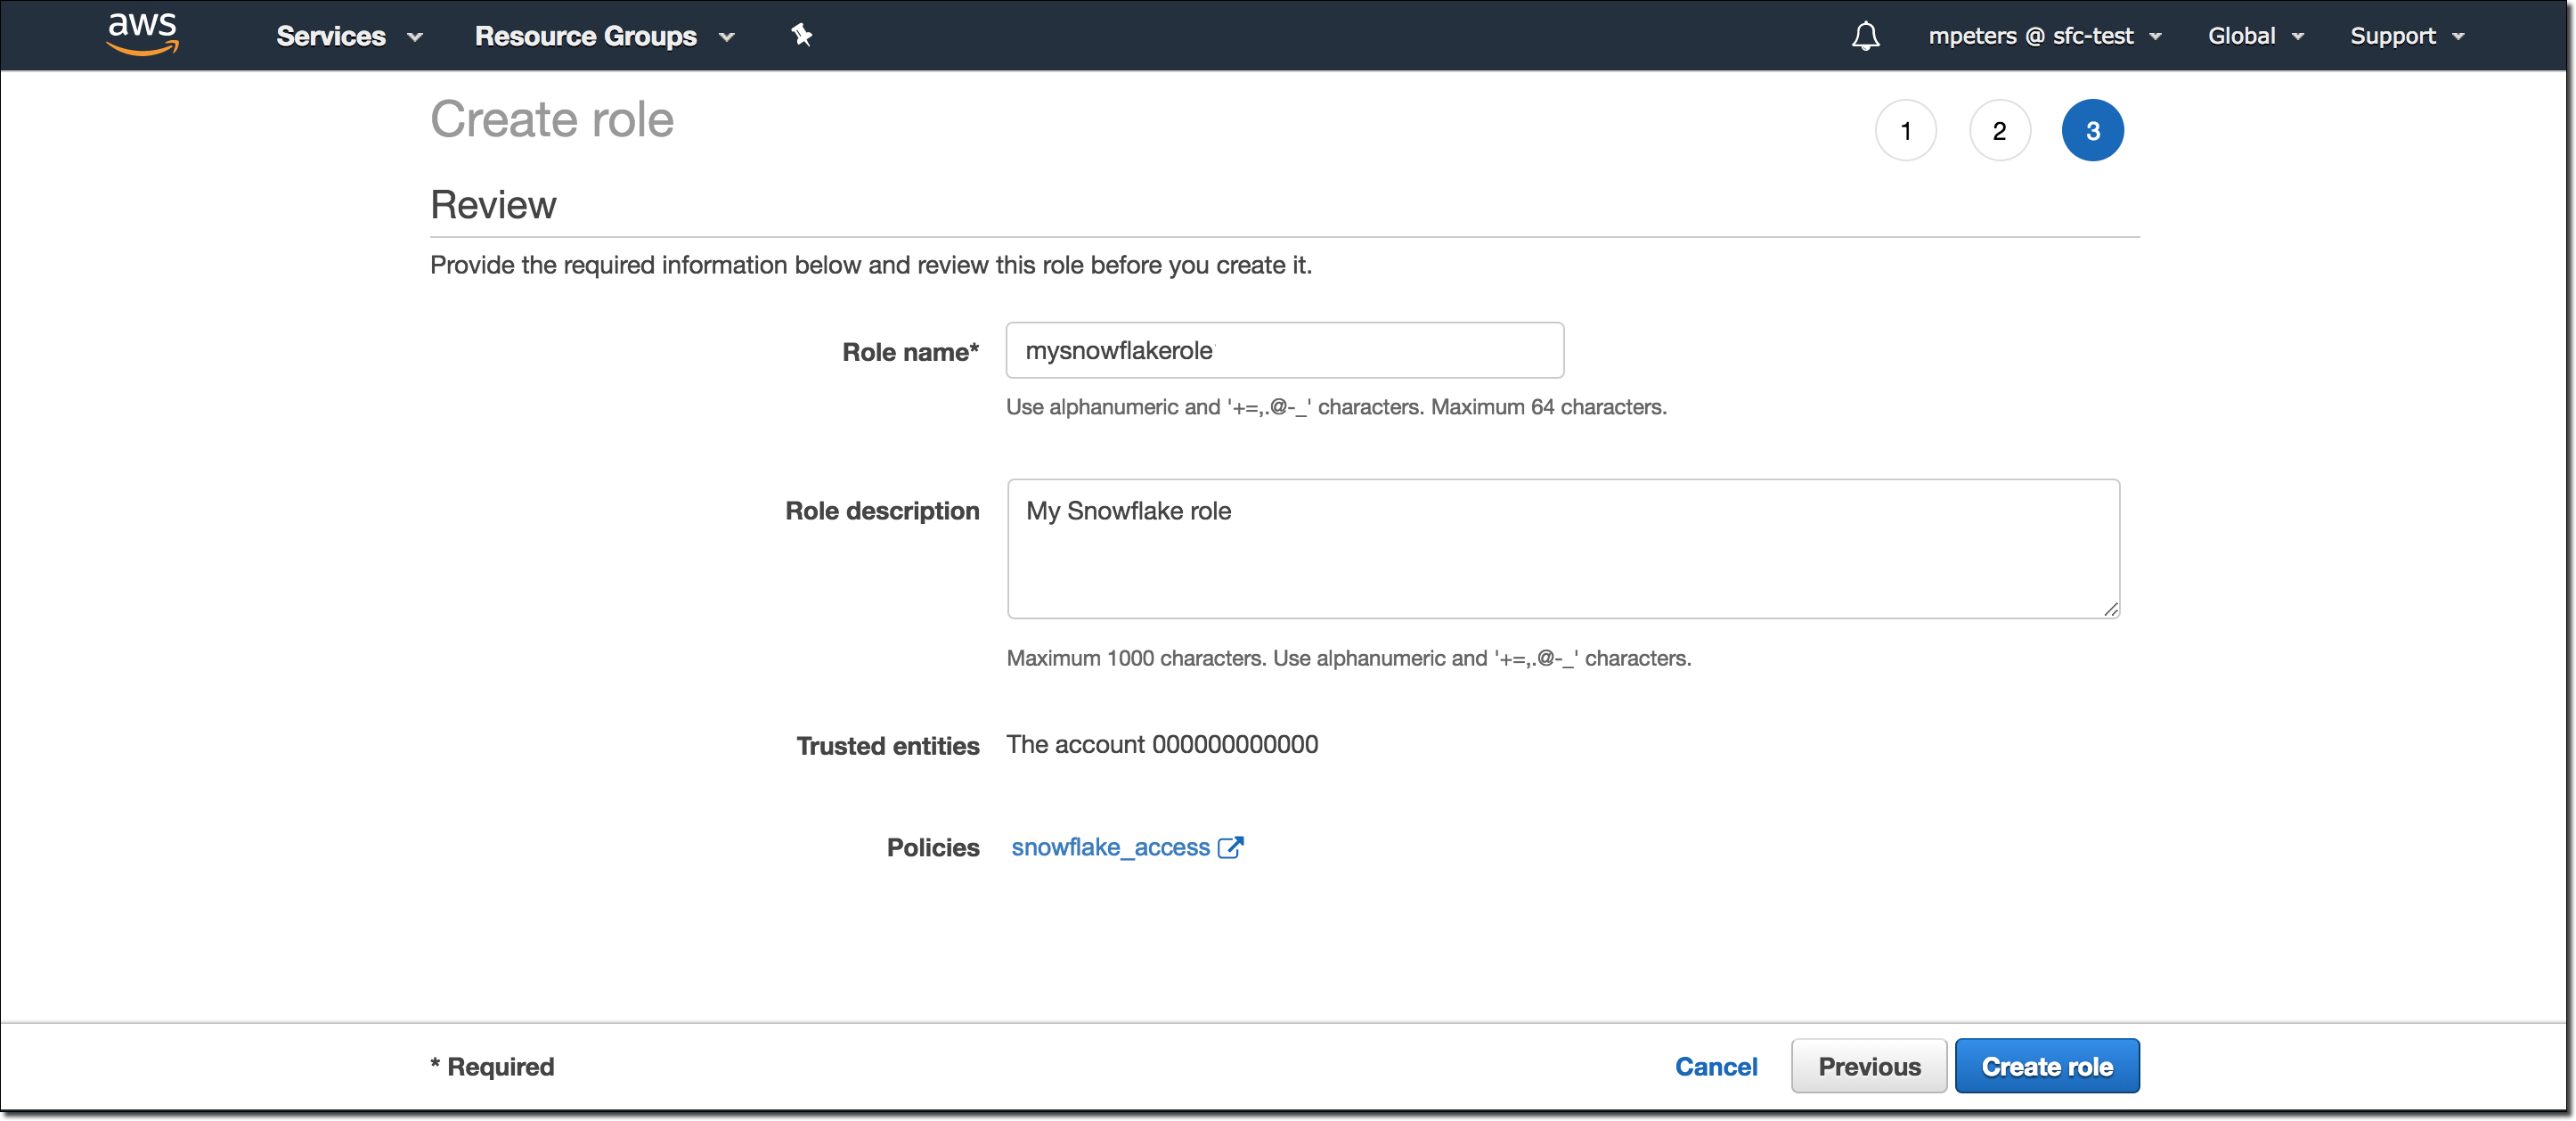 aws Services Resource Groups mpeters @ sfc-test Global Support
Create role 1 2 3
Review
Provide the required information below and review this role before you create it.
Role name* mysnowflakerole
Use alphanumeric and '+=,.@-_' characters. Maximum 64 characters.
Role description My Snowflake role
Maximum 1000 characters. Use alphanumeric and '+=,.@-_' characters.
Trusted entities The account 000000000000
Policies snowflake_access
* Required Cancel Previous Create role